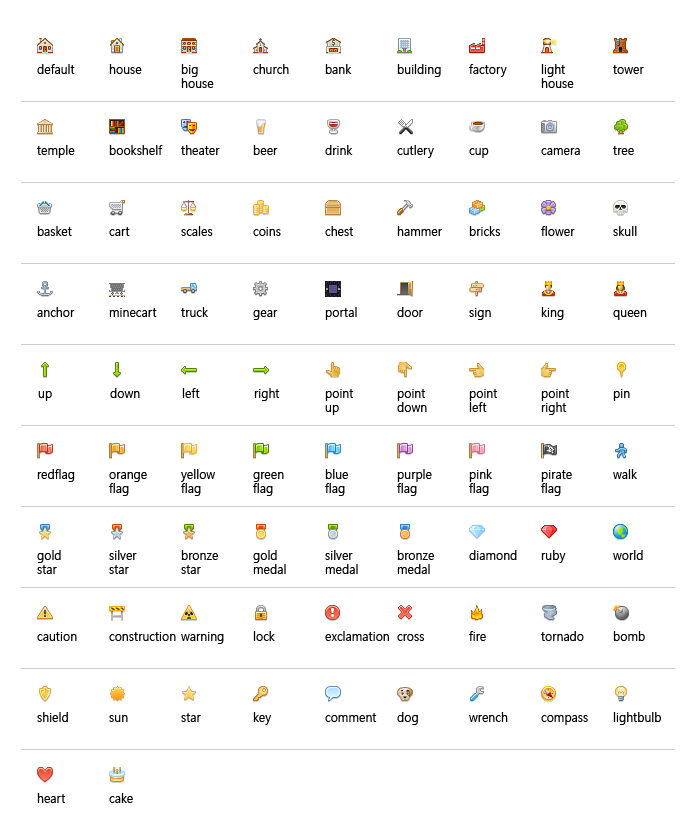 default house big house church bank building factory light house tower
temple bookshelf theater beer drink cutlery cup camera tree
basket cart scales coins chest hammer bricks flower skull
anchor minecart truck gear portal door sign king queen
up down left right point up point down point left point right pin
redflag orange flag yellow flag green flag blue flag purple flag pink flag pirate flag walk
gold star silver star bronze star gold medal silver medal bronze medal diamond ruby world
caution construction warning lock exclamation cross fire tornado bomb
shield sun star key comment dog wrench compass lightbulb
heart cake